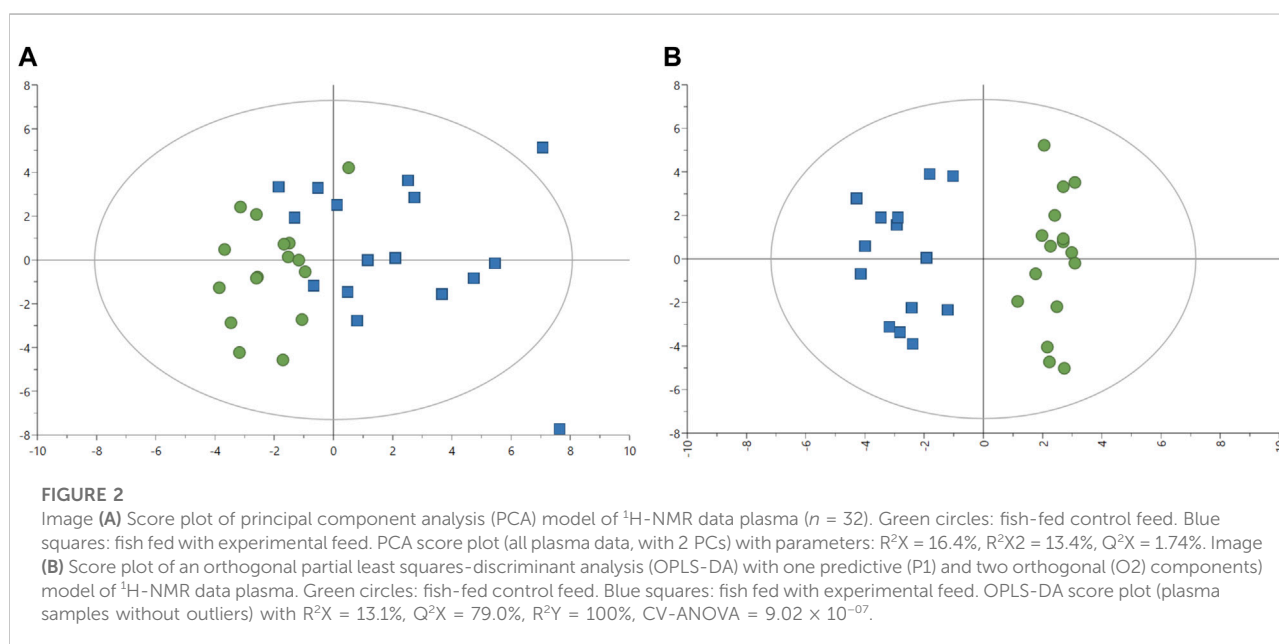 A
8
6
4
2
0
-2
-4
-6
-8
-10 -8 -6 -4 -2 0 2 4 6 8 10
B
8
6
4
2
0
-2
-4
-6
-8
-10 -8 -6 -4 -2 0 2 4 6 8 10
FIGURE 2
Image (A) Score plot of principal component analysis (PCA) model of ¹H-NMR data plasma (n = 32). Green circles: fish-fed control feed. Blue
squares: fish fed with experimental feed. PCA score plot (all plasma data, with 2 PCs) with parameters: R²X = 16.4%, R²X2 = 13.4%, Q²X = 1.74%. Image
(B) Score plot of an orthogonal partial least squares-discriminant analysis (OPLS-DA) with one predictive (P1) and two orthogonal (O2) components)
model of ¹H-NMR data plasma. Green circles: fish-fed control feed. Blue squares: fish fed with experimental feed. OPLS-DA score plot (plasma
samples without outliers) with R²X = 13.1%, Q²X = 79.0%, R²Y = 100%, CV-ANOVA = 9.02 × 10⁻⁰⁷.